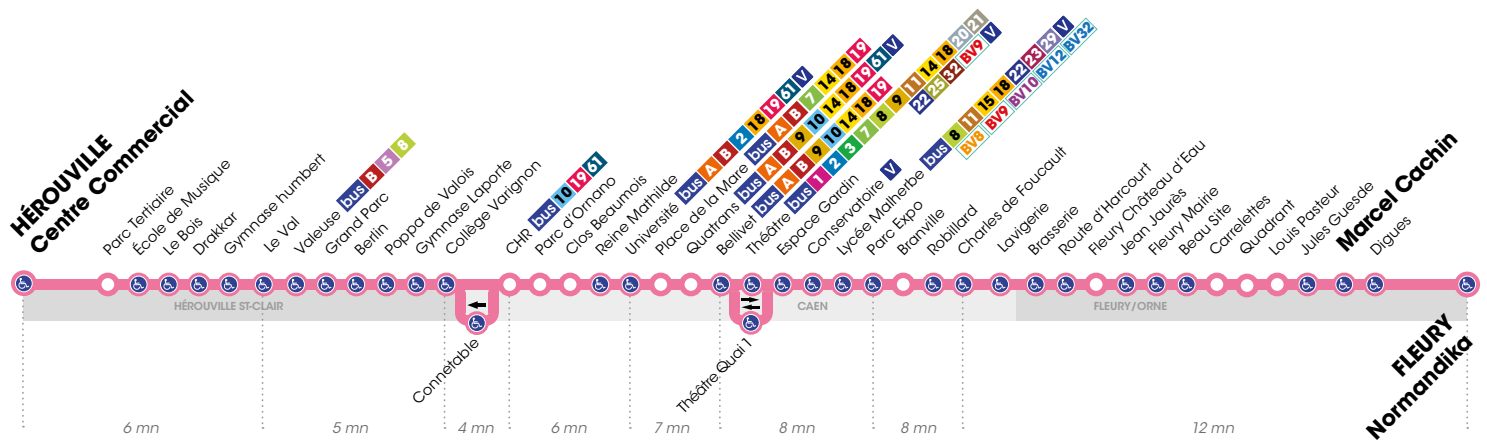 HÉROUVILLE
Centre Commercial
Parc Tertiaire
École de Musique
Le Bois
Drakkar
Gymnase humbert
Le Val
Valeuse bus B 5 8
Grand Parc
Berlin
Poppa de Valois
Gymnase Laporte
Collège Varignon
CHR bus 10 19 61
Parc d'Ornano
Clos Beaumois
Reine Mathilde
Université bus A B 2 18 19 61 V
Place de la Mare bus A B 7 14 18 19
Quatrans bus A B 9 10 14 18 19 61 V
Bellivet bus A B 9 10 14 18 19
Théâtre bus 1 2 3 7 8 9 11 14 18 20 21
22 25 32 BV9 V
Espace Gardin
Conservatoire V
Lycée Malherbe bus 8 11 15 18 22 23 29 V
BV8 BV9 BV10 BV12 BV32
Parc Expo
Branville
Robillard
Charles de Foucault
Lavigerie
Brasserie
Route d'Harcourt
Fleury Château d'Eau
Jean Jaurès
Fleury Mairie
Beau Site
Carrelettes
Quadrant
Louis Pasteur
Jules Guesde
Marcel Cachin
Digues
HÉROUVILLE ST-CLAIR
CAEN
FLEURY/ORNE
Connetable
Théâtre Quai 1
FLEURY
Normandika
6 mn
5 mn
4 mn
6 mn
7 mn
8 mn
8 mn
12 mn